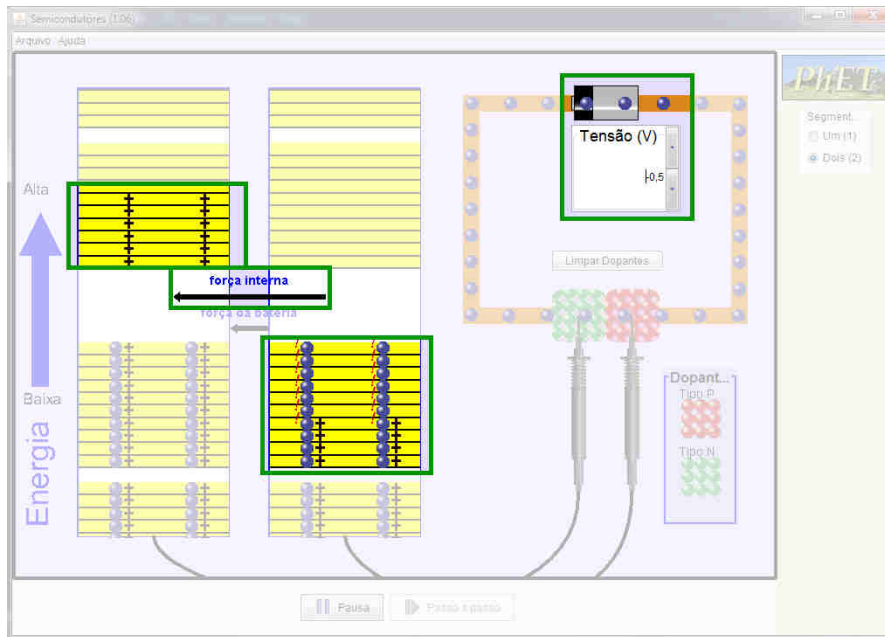 Semicondutores (1.06)
Arquivo Ajuda
PhET
Segment...
Um (1)
Dois (2)
Tensão (V)
-0,5
Alta
Baixa
Energia
força interna
força da bateria
Limpar Dopantes
Dopant...
Tipo P
Tipo N
Pausa
Passo a passo